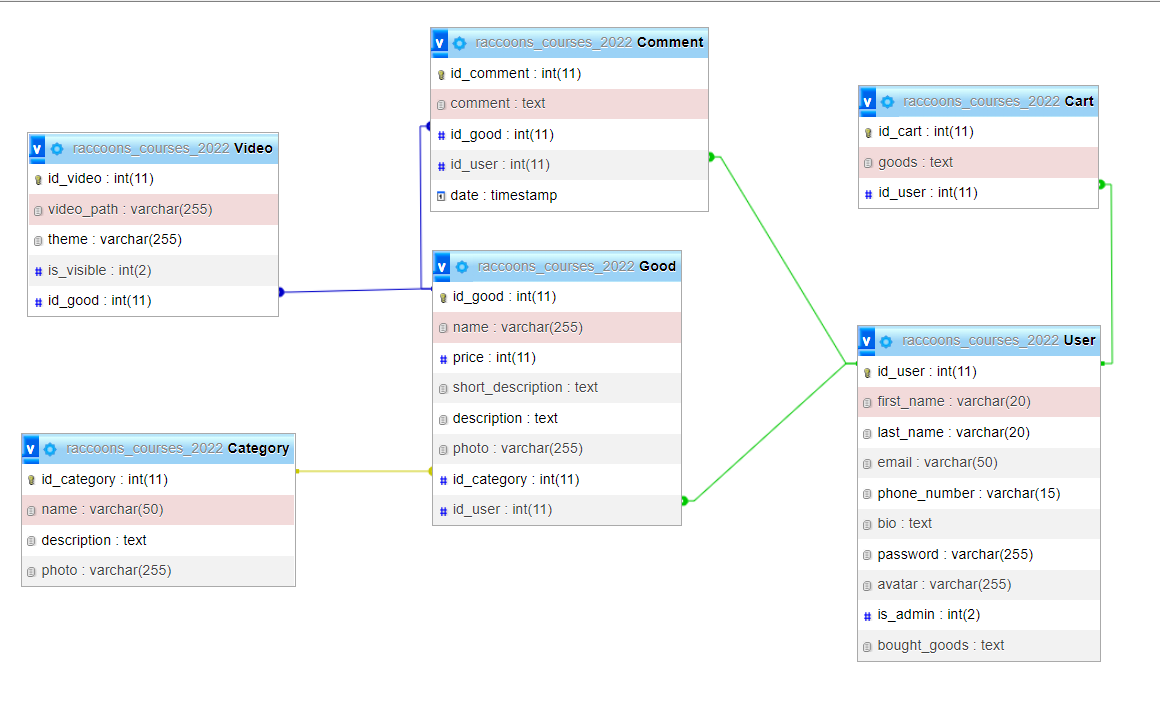 v raccoons_courses_2022 Comment
id_comment : int(11)
comment : text
id_good : int(11)
id_user : int(11)
date : timestamp
v raccoons_courses_2022 Cart
id_cart : int(11)
goods : text
id_user : int(11)
v raccoons_courses_2022 Video
id_video : int(11)
video_path : varchar(255)
theme : varchar(255)
is_visible : int(2)
id_good : int(11)
v raccoons_courses_2022 Good
id_good : int(11)
name : varchar(255)
price : int(11)
short_description : text
description : text
photo : varchar(255)
id_category : int(11)
id_user : int(11)
v raccoons_courses_2022 User
id_user : int(11)
first_name : varchar(20)
last_name : varchar(20)
email : varchar(50)
phone_number : varchar(15)
bio : text
password : varchar(255)
avatar : varchar(255)
is_admin : int(2)
bought_goods : text
v raccoons_courses_2022 Category
id_category : int(11)
name : varchar(50)
description : text
photo : varchar(255)